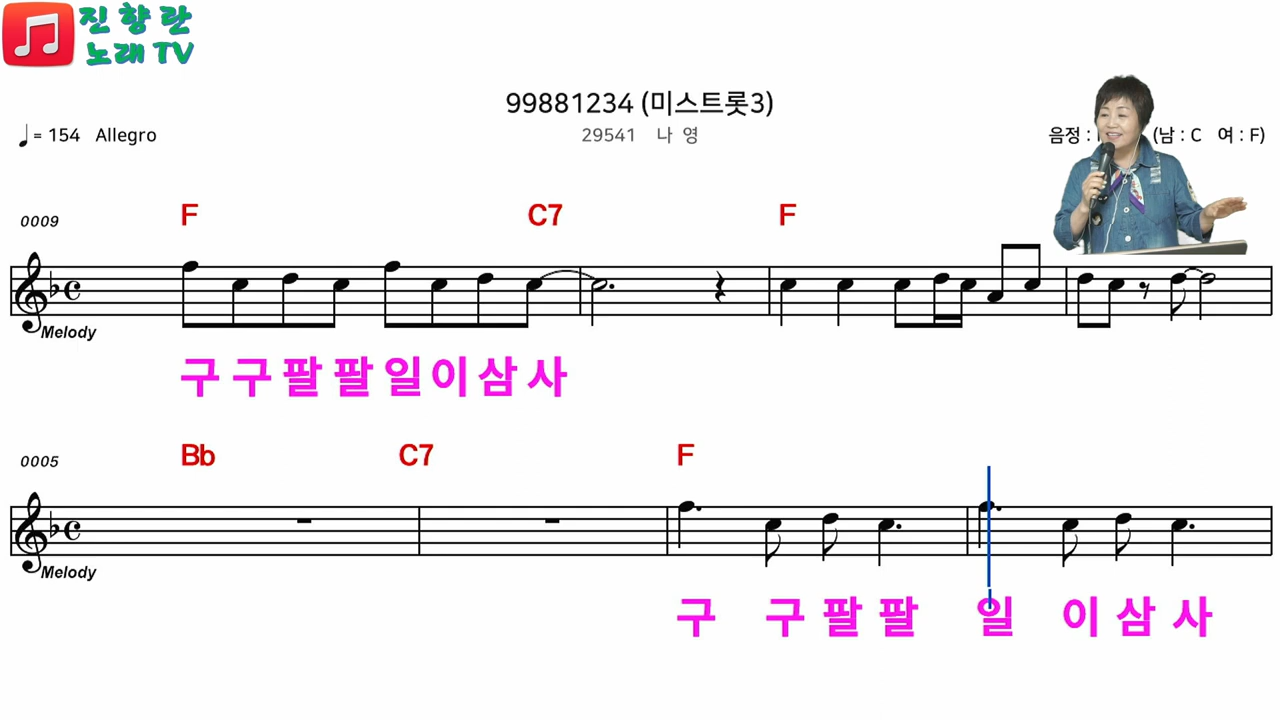 진향란
노래 TV
99881234 (미스트롯3)
♩= 154 Allegro
29541 나 영
음정 : (남 : C 여 : F)
0009
F C7 F
Melody
구 구 팔 팔 일 이 삼 사
0005
Bb C7 F
Melody
구 구 팔 팔 일 이 삼 사